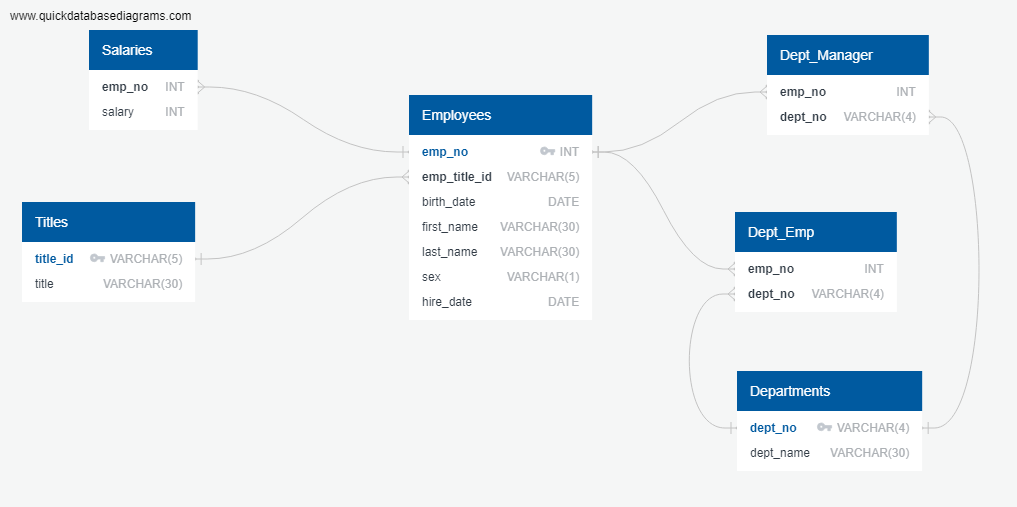 www.quickdatabasediagrams.com
Salaries
emp_no INT
salary INT
Titles
title_id VARCHAR(5)
title VARCHAR(30)
Employees
emp_no INT
emp_title_id VARCHAR(5)
birth_date DATE
first_name VARCHAR(30)
last_name VARCHAR(30)
sex VARCHAR(1)
hire_date DATE
Dept_Manager
emp_no INT
dept_no VARCHAR(4)
Dept_Emp
emp_no INT
dept_no VARCHAR(4)
Departments
dept_no VARCHAR(4)
dept_name VARCHAR(30)